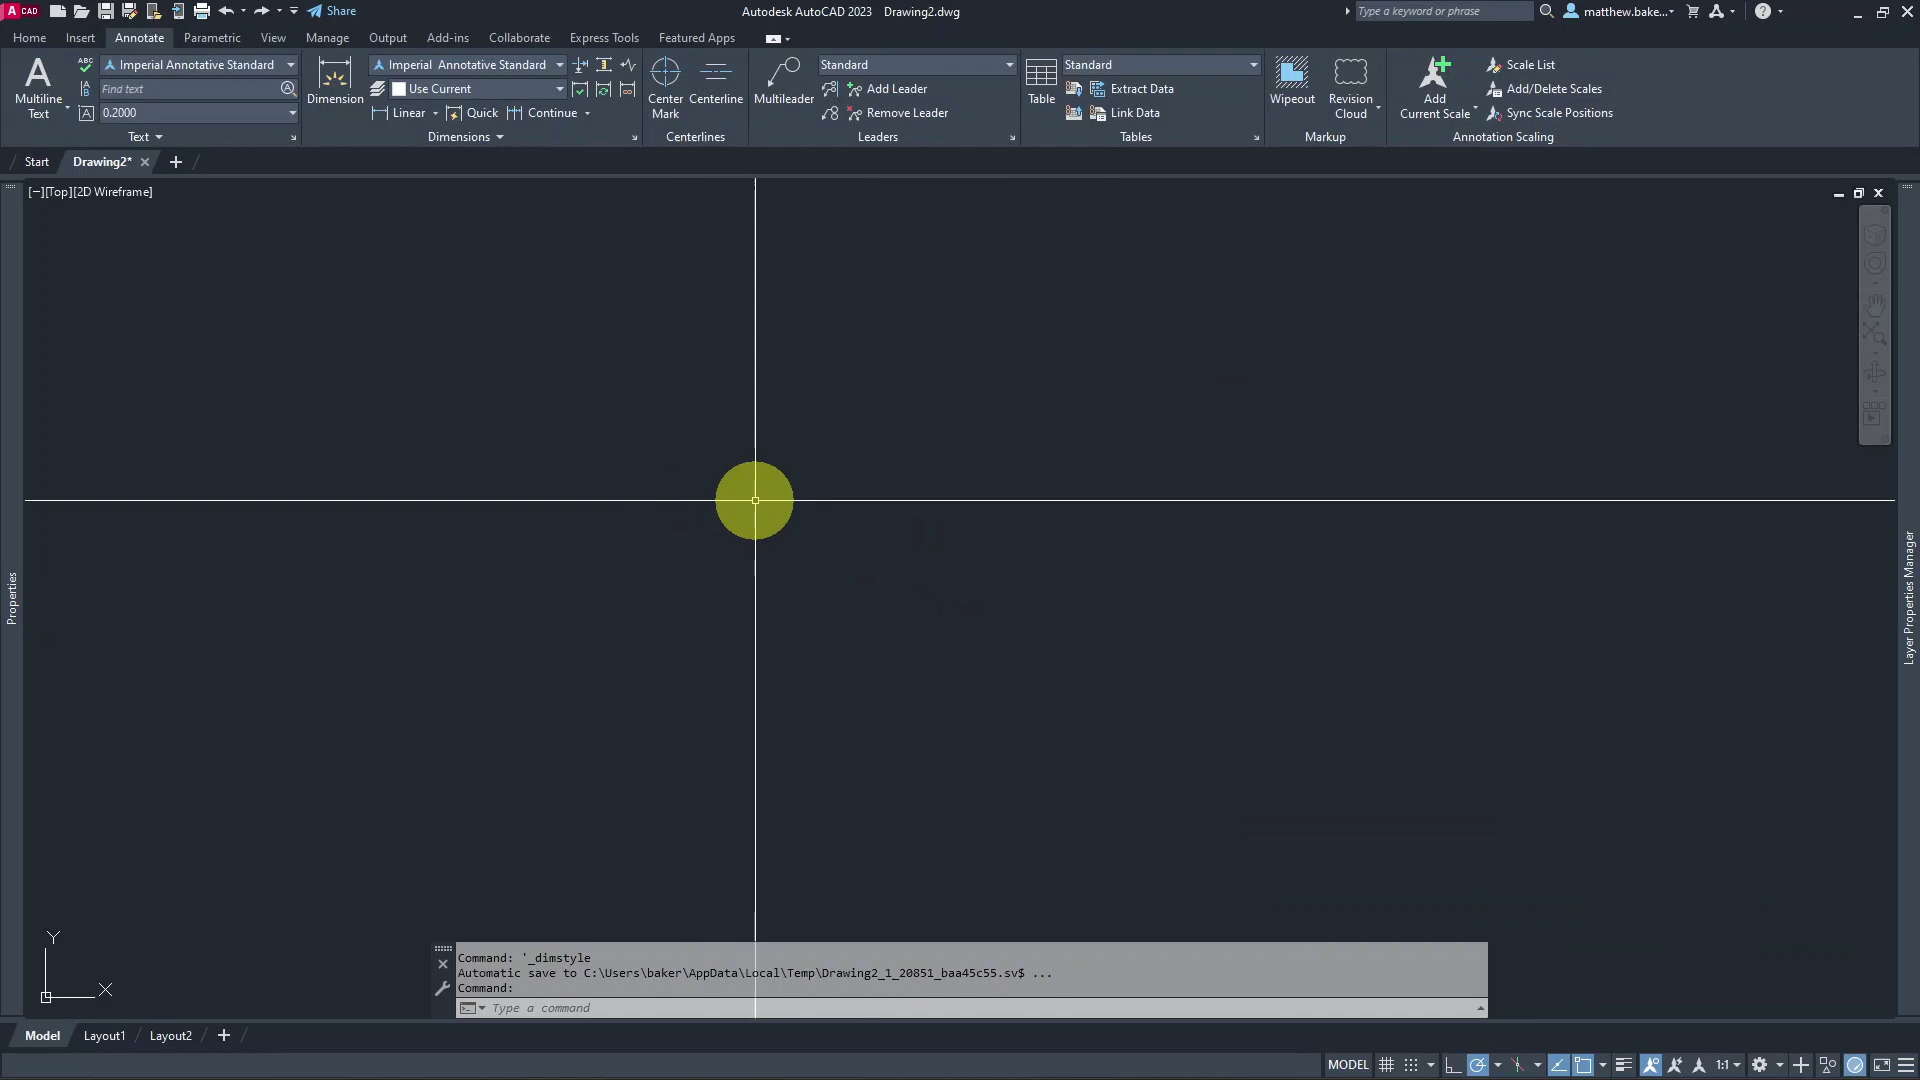 A CAD
Share
Autodesk AutoCAD 2023 Drawing2.dwg
Type a keyword or phrase
matthew.bake...
Home Insert Annotate Parametric View Manage Output Add-ins Collaborate Express Tools Featured Apps
Multiline Text
ABC
Imperial Annotative Standard
Find text
0.2000
Text
Dimension
Imperial Annotative Standard
Use Current
Linear Quick Continue
Dimensions
Center Mark
Centerline
Centerlines
Multileader
Standard
Add Leader
Remove Leader
Leaders
Table
Standard
Extract Data
Link Data
Tables
Wipeout
Revision Cloud
Markup
Add Current Scale
Scale List
Add/Delete Scales
Sync Scale Positions
Annotation Scaling
Start Drawing2*
[−][Top][2D Wireframe]
Properties
Layer Properties Manager
Y
X
Command: '_dimstyle
Automatic save to C:\Users\baker\AppData\Local\Temp\Drawing2_1_20851_baa45c55.sv$ ...
Command:
Type a command
Model Layout1 Layout2
MODEL
1:1